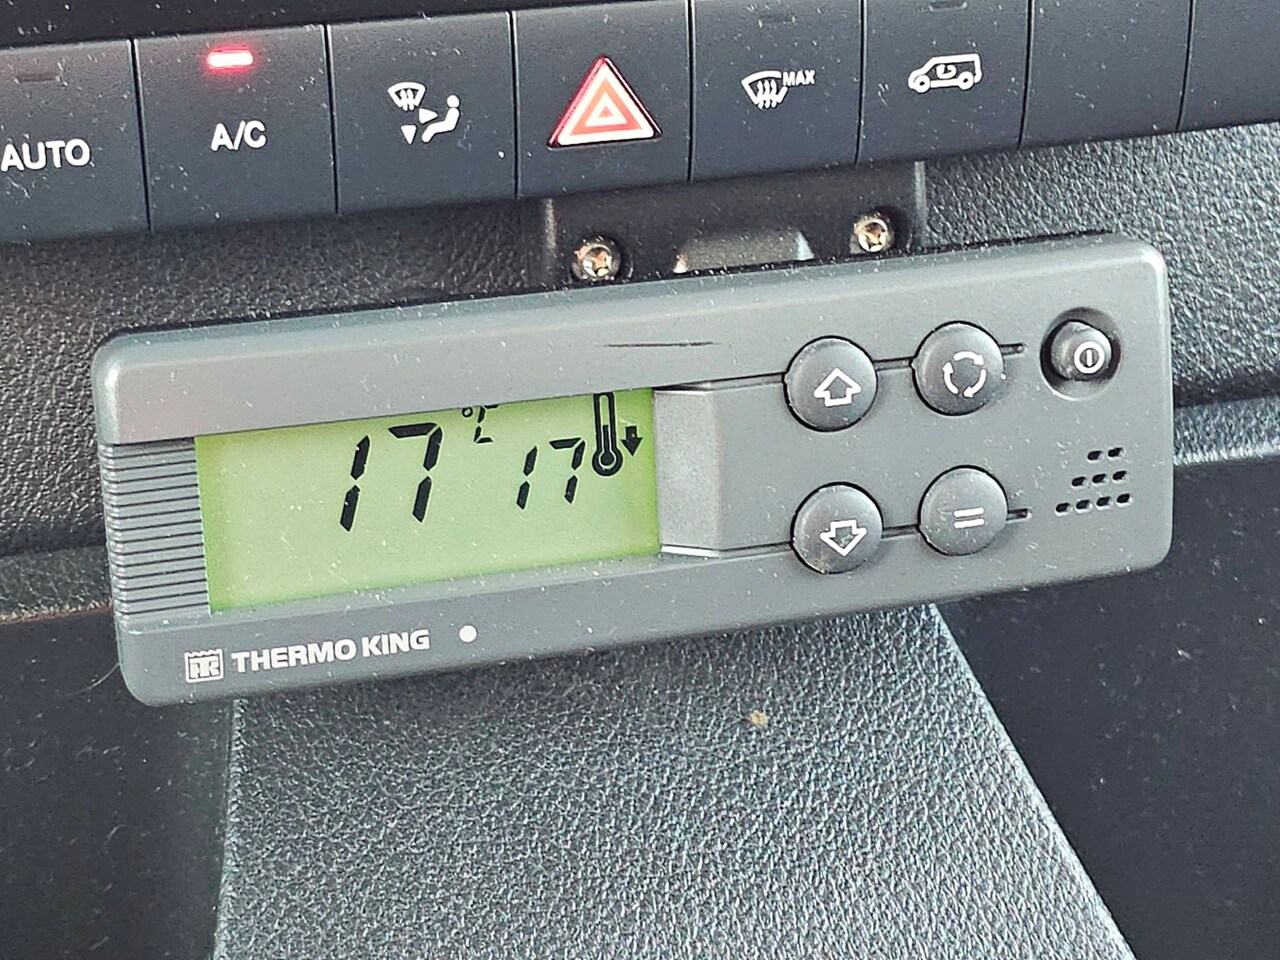 AUTO
A/C
MAX
17 °C 17
THERMO KING